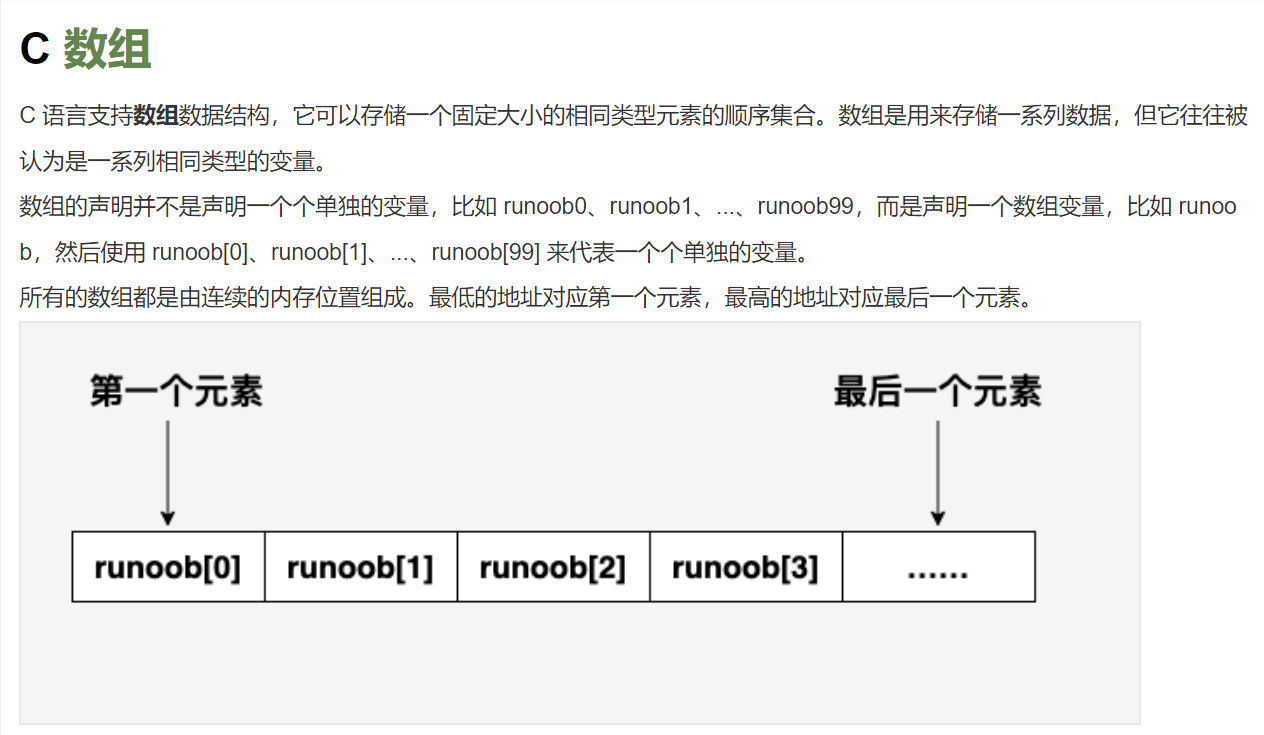 C 数组
C 语言支持数组数据结构，它可以存储一个固定大小的相同类型元素的顺序集合。数组是用来存储一系列数据，但它往往被
认为是一系列相同类型的变量。
数组的声明并不是声明一个个单独的变量，比如 runoob0、runoob1、...、runoob99，而是声明一个数组变量，比如 runoo
b，然后使用 runoob[0]、runoob[1]、...、runoob[99] 来代表一个个单独的变量。
所有的数组都是由连续的内存位置组成。最低的地址对应第一个元素，最高的地址对应最后一个元素。
第一个元素 最后一个元素
runoob[0] runoob[1] runoob[2] runoob[3] ......